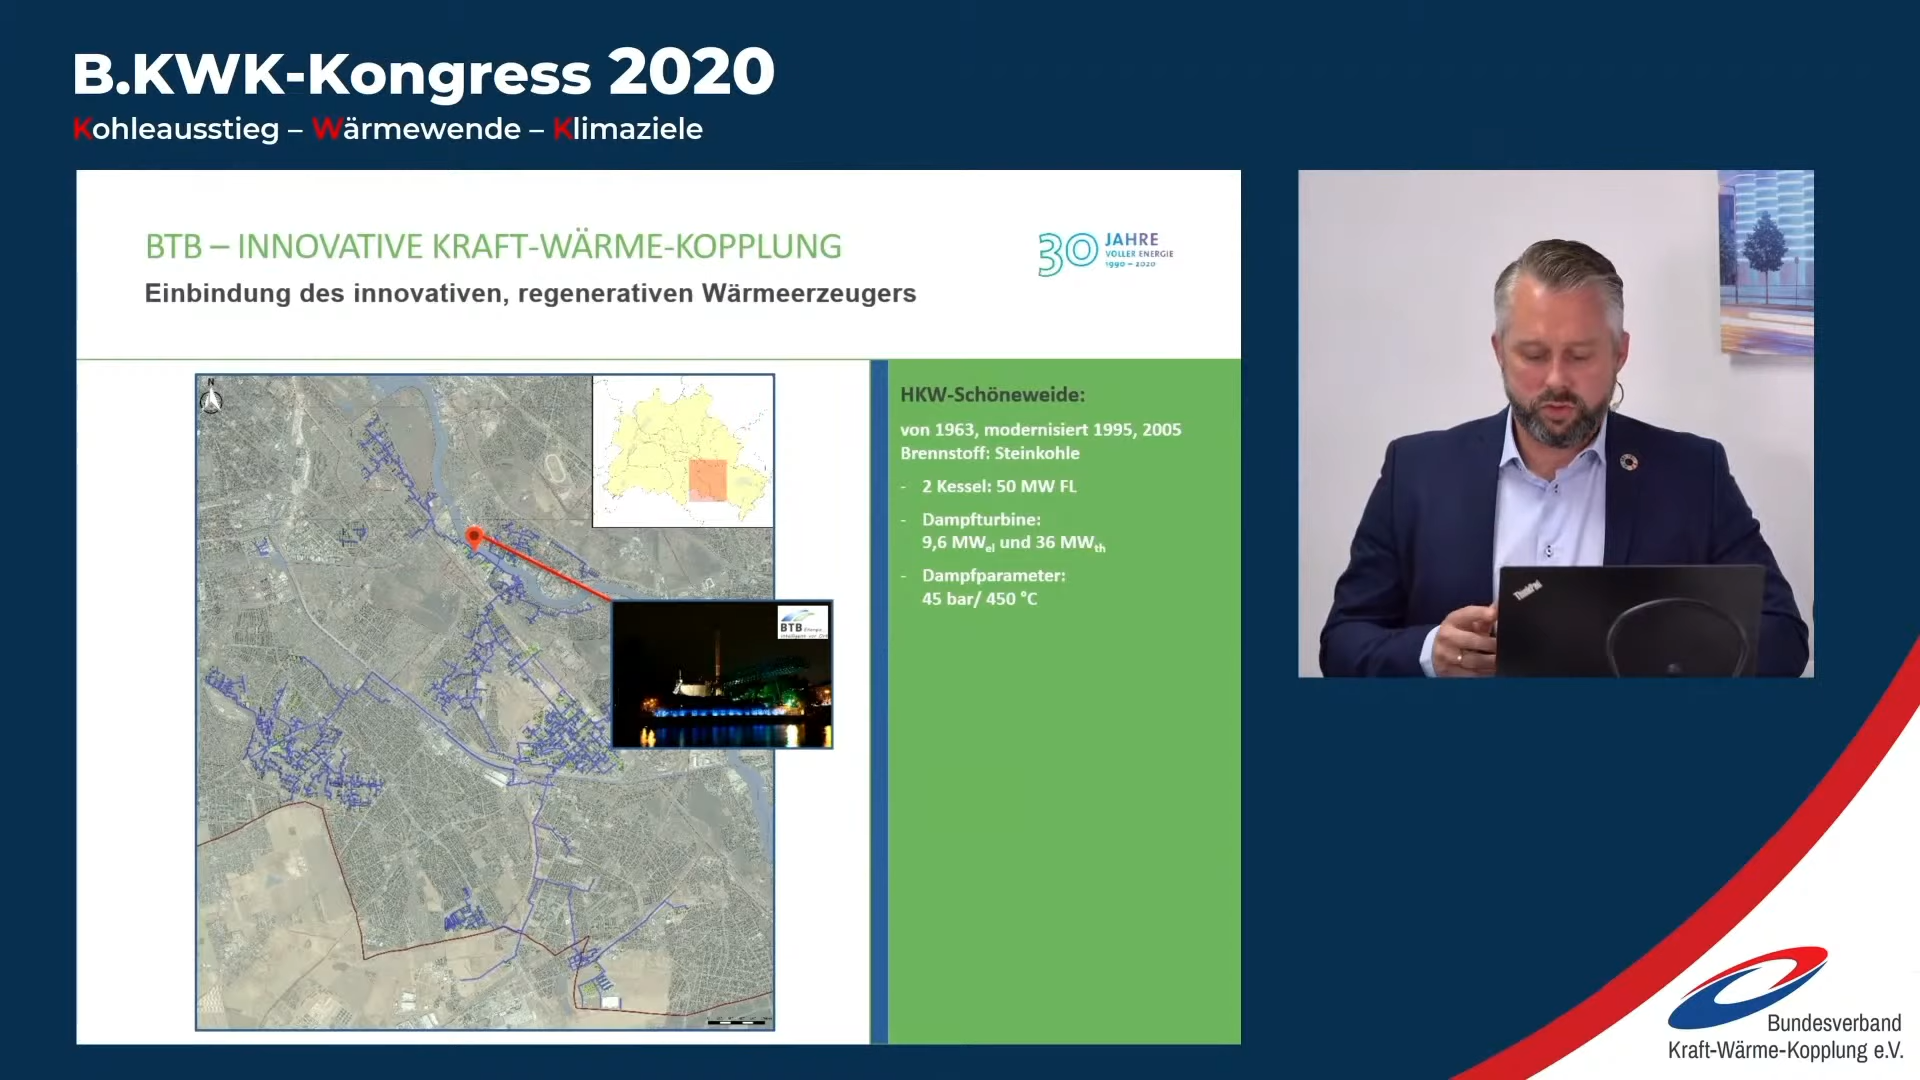 B.KWK-Kongress 2020
Kohleausstieg – Wärmewende – Klimaziele
BTB – INNOVATIVE KRAFT-WÄRME-KOPPLUNG
Einbindung des innovativen, regenerativen Wärmeerzeugers
30 JAHRE
VOLLER ENERGIE
1990 – 2020
N
HKW-Schöneweide:
von 1963, modernisiert 1995, 2005
Brennstoff: Steinkohle
- 2 Kessel: 50 MW FL
- Dampfturbine:
9,6 MWel und 36 MWth
- Dampfparameter:
45 bar/ 450 °C
BTB Energie
ThinkPad
Bundesverband
Kraft-Wärme-Kopplung e.V.